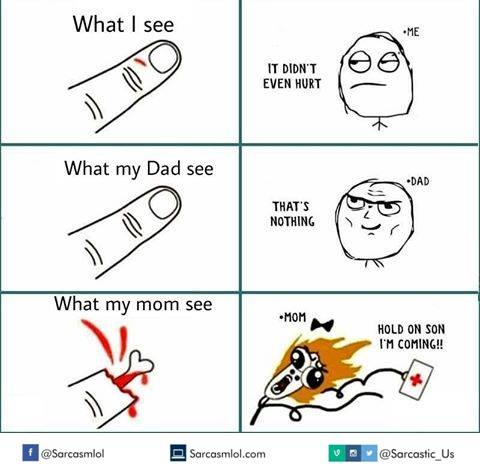 What I see
•ME
IT DIDN'T
EVEN HURT
What my Dad see
•DAD
THAT'S
NOTHING
What my mom see
•MOM
HOLD ON SON
I'M COMING!!
@Sarcasmlol
Sarcasmlol.com
@Sarcastic_Us